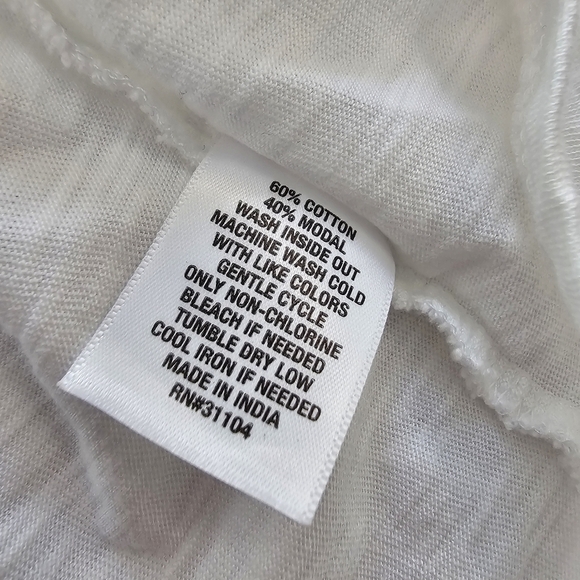 60% COTTON
40% MODAL
WASH INSIDE OUT
MACHINE WASH COLD
WITH LIKE COLORS
GENTLE CYCLE
ONLY NON-CHLORINE
BLEACH IF NEEDED
TUMBLE DRY LOW
COOL IRON IF NEEDED
MADE IN INDIA
RN#31104